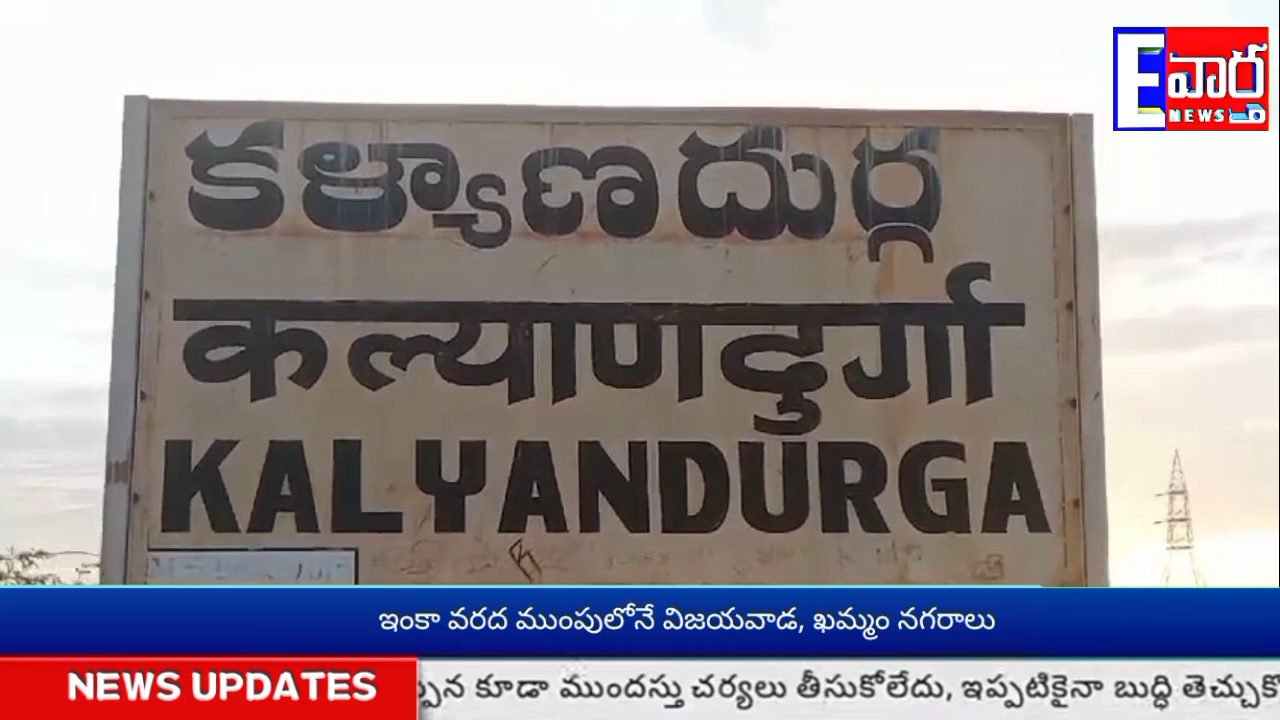 E వార్త
NEWS
కళ్యాణదుర్గ
कल्याणदुर्गा
KALYANDURGA
ఇంకా వరద ముంపులోనే విజయవాడ, ఖమ్మం నగరాలు
NEWS UPDATES
కూడా ముందస్తు చర్యలు తీసుకోలేదు, ఇప్పటికైనా బుద్ధి